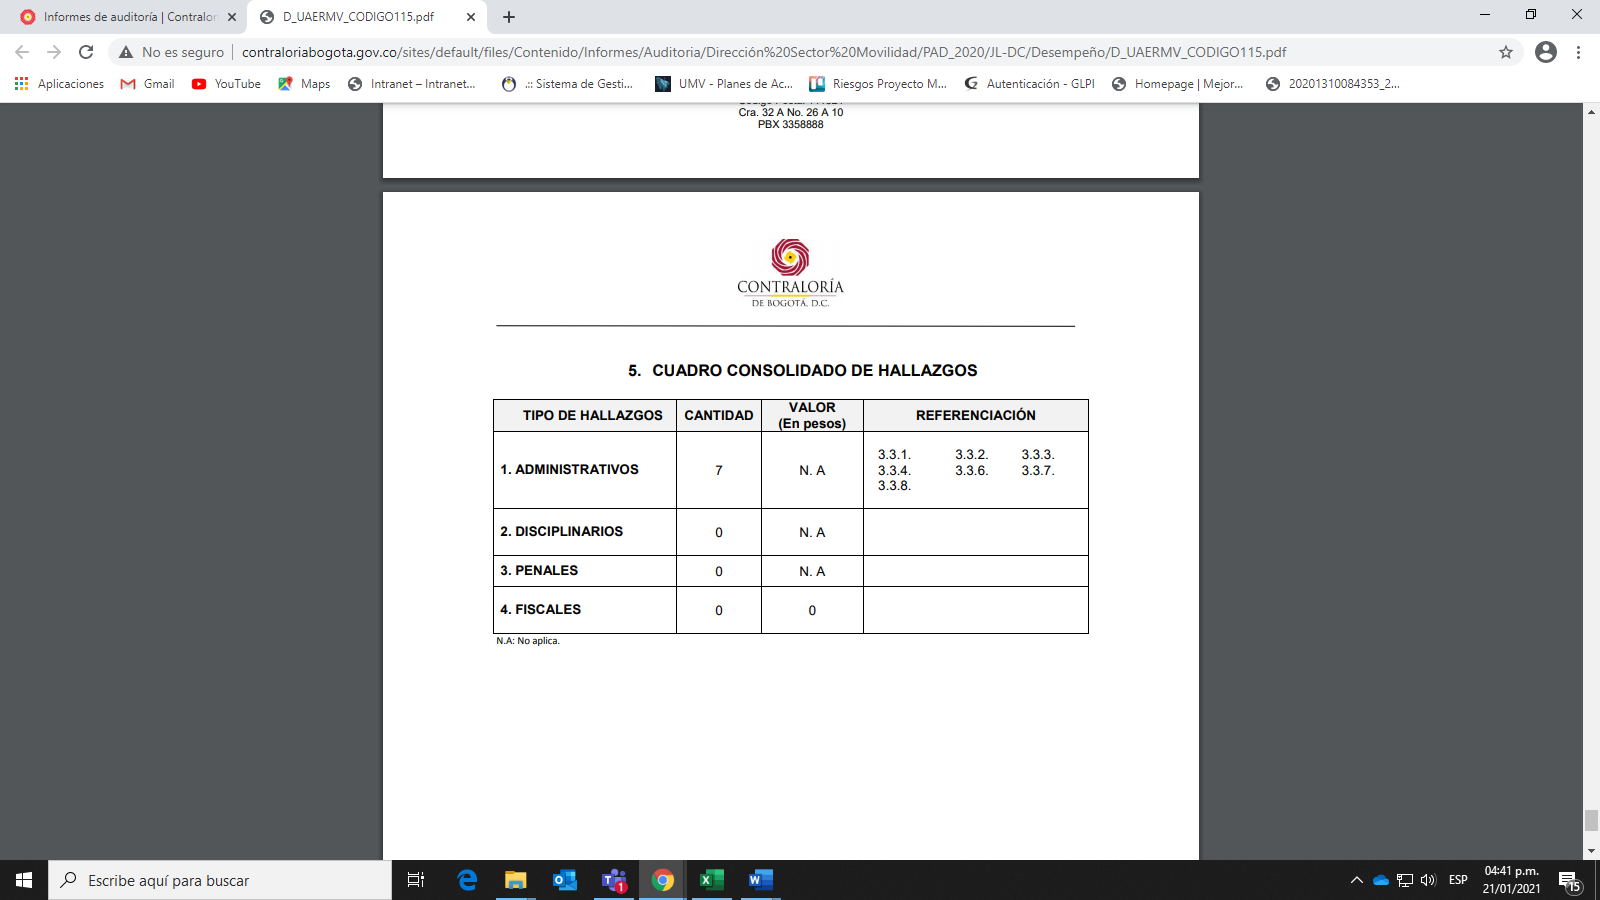 Informes de auditoría | Contralor
D_UAERMV_CODIGO115.pdf
No es seguro
contraloriabogota.gov.co/sites/default/files/Contenido/Informes/Auditoria/Dirección%20Sector%20Movilidad/PAD_2020/JL-DC/Desempeño/D_UAERMV_CODIGO115.pdf
Aplicaciones Gmail YouTube Maps Intranet – Intranet... .:: Sistema de Gesti... UMV - Planes de Ac... Riesgos Proyecto M... Autenticación - GLPI Homepage | Mejor... 20201310084353_2...
Cra. 32 A No. 26 A 10
PBX 3358888
CONTRALORÍA
DE BOGOTÁ, D.C.
5. CUADRO CONSOLIDADO DE HALLAZGOS
TIPO DE HALLAZGOS CANTIDAD VALOR (En pesos) REFERENCIACIÓN
1. ADMINISTRATIVOS 7 N. A
3.3.1. 3.3.2. 3.3.3.
3.3.4. 3.3.6. 3.3.7.
3.3.8.
2. DISCIPLINARIOS 0 N. A
3. PENALES 0 N. A
4. FISCALES 0 0
N.A: No aplica.
Escribe aquí para buscar
1
ESP
04:41 p.m.
21/01/2021
15